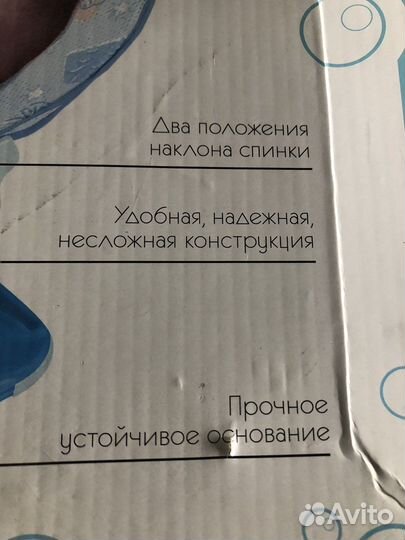 Два положения
наклона спинки
Удобная, надежная,
несложная конструкция
Прочное
устойчивое основание
Avito